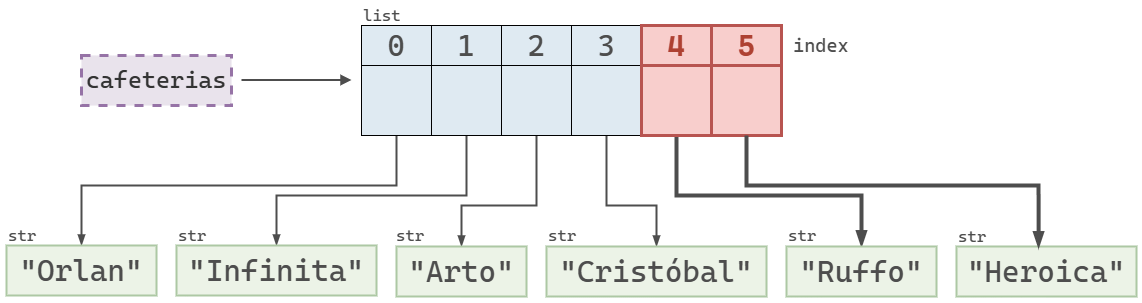 list
0 1 2 3 4 5 index
cafeterias
str str str str str str
"Orlan" "Infinita" "Arto" "Cristóbal" "Ruffo" "Heroica"